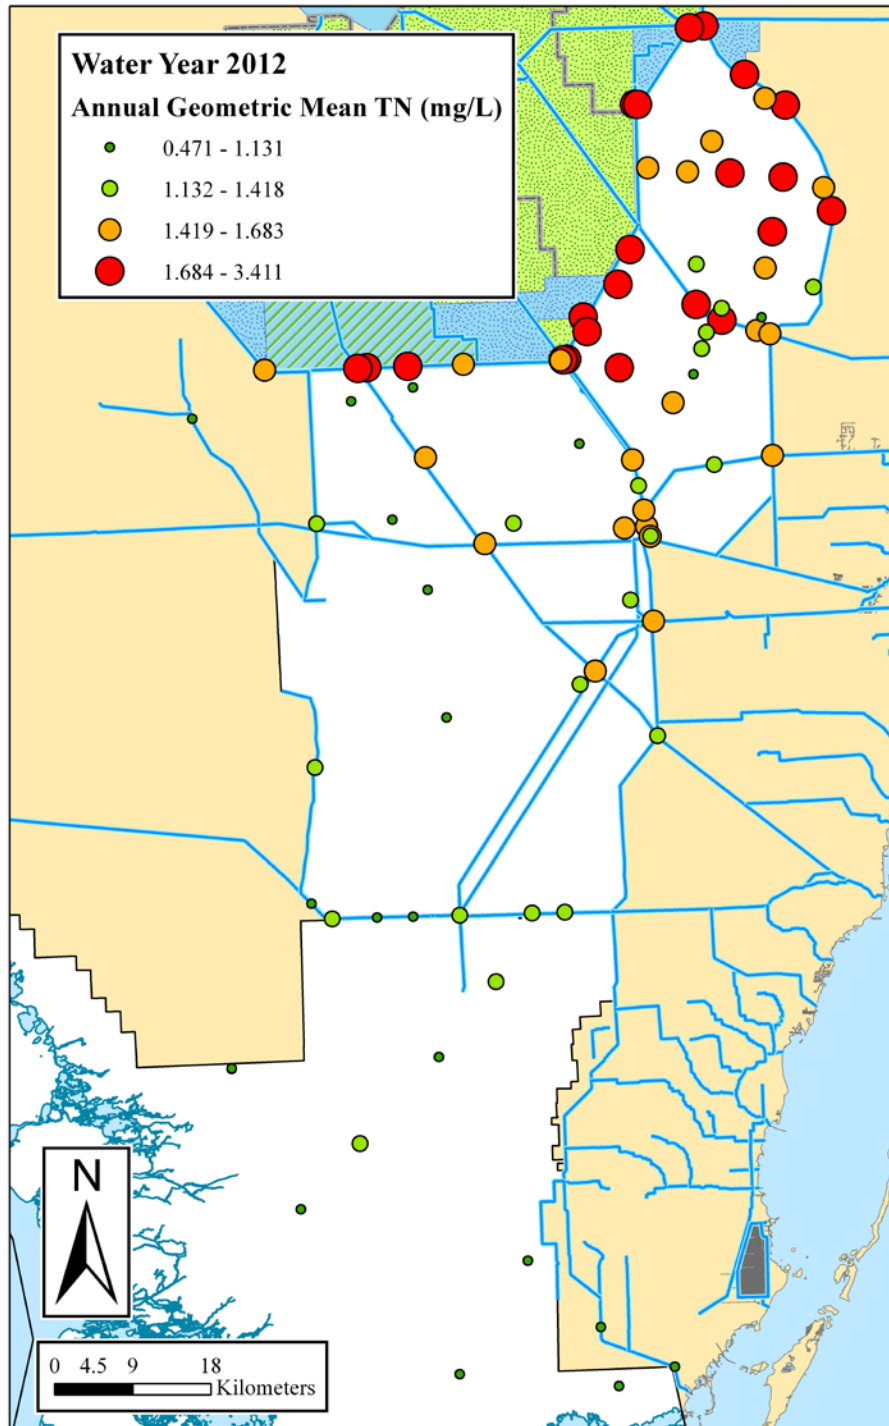 Water Year 2012
Annual Geometric Mean TN (mg/L)
0.471 - 1.131
1.132 - 1.418
1.419 - 1.683
1.684 - 3.411
N
0 4.5 9 18
Kilometers